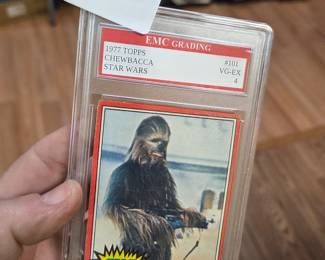 EMC GRADING
1977 TOPPS #101
CHEWBACCA VG-EX
STAR WARS 4